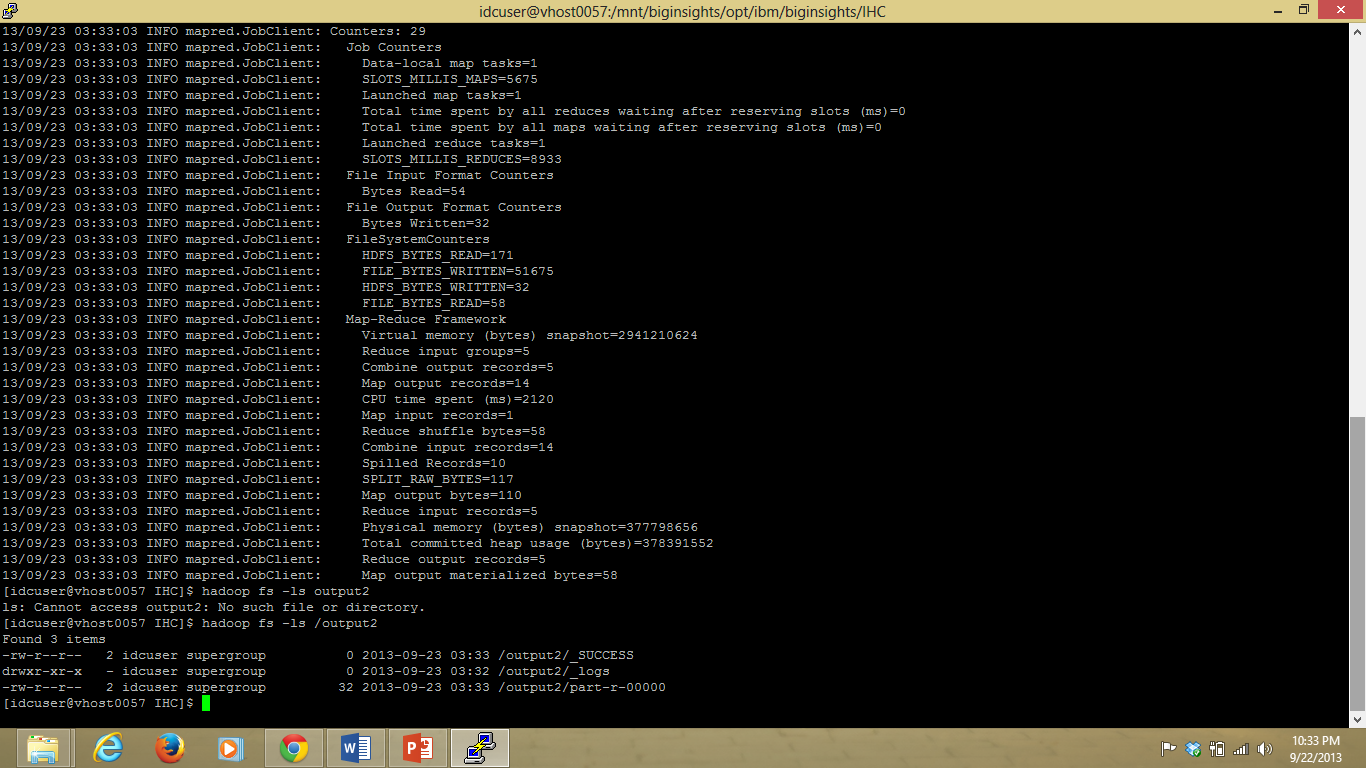 idcuser@vhost0057:/mnt/biginsights/opt/ibm/biginsights/IHC
13/09/23 03:33:03 INFO mapred.JobClient: Counters: 29
13/09/23 03:33:03 INFO mapred.JobClient:   Job Counters
13/09/23 03:33:03 INFO mapred.JobClient:     Data-local map tasks=1
13/09/23 03:33:03 INFO mapred.JobClient:     SLOTS_MILLIS_MAPS=5675
13/09/23 03:33:03 INFO mapred.JobClient:     Launched map tasks=1
13/09/23 03:33:03 INFO mapred.JobClient:     Total time spent by all reduces waiting after reserving slots (ms)=0
13/09/23 03:33:03 INFO mapred.JobClient:     Total time spent by all maps waiting after reserving slots (ms)=0
13/09/23 03:33:03 INFO mapred.JobClient:     Launched reduce tasks=1
13/09/23 03:33:03 INFO mapred.JobClient:     SLOTS_MILLIS_REDUCES=8933
13/09/23 03:33:03 INFO mapred.JobClient:   File Input Format Counters
13/09/23 03:33:03 INFO mapred.JobClient:     Bytes Read=54
13/09/23 03:33:03 INFO mapred.JobClient:   File Output Format Counters
13/09/23 03:33:03 INFO mapred.JobClient:     Bytes Written=32
13/09/23 03:33:03 INFO mapred.JobClient:   FileSystemCounters
13/09/23 03:33:03 INFO mapred.JobClient:     HDFS_BYTES_READ=171
13/09/23 03:33:03 INFO mapred.JobClient:     FILE_BYTES_WRITTEN=51675
13/09/23 03:33:03 INFO mapred.JobClient:     HDFS_BYTES_WRITTEN=32
13/09/23 03:33:03 INFO mapred.JobClient:     FILE_BYTES_READ=58
13/09/23 03:33:03 INFO mapred.JobClient:   Map-Reduce Framework
13/09/23 03:33:03 INFO mapred.JobClient:     Virtual memory (bytes) snapshot=2941210624
13/09/23 03:33:03 INFO mapred.JobClient:     Reduce input groups=5
13/09/23 03:33:03 INFO mapred.JobClient:     Combine output records=5
13/09/23 03:33:03 INFO mapred.JobClient:     Map output records=14
13/09/23 03:33:03 INFO mapred.JobClient:     CPU time spent (ms)=2120
13/09/23 03:33:03 INFO mapred.JobClient:     Map input records=1
13/09/23 03:33:03 INFO mapred.JobClient:     Reduce shuffle bytes=58
13/09/23 03:33:03 INFO mapred.JobClient:     Combine input records=14
13/09/23 03:33:03 INFO mapred.JobClient:     Spilled Records=10
13/09/23 03:33:03 INFO mapred.JobClient:     SPLIT_RAW_BYTES=117
13/09/23 03:33:03 INFO mapred.JobClient:     Map output bytes=110
13/09/23 03:33:03 INFO mapred.JobClient:     Reduce input records=5
13/09/23 03:33:03 INFO mapred.JobClient:     Physical memory (bytes) snapshot=377798656
13/09/23 03:33:03 INFO mapred.JobClient:     Total committed heap usage (bytes)=378391552
13/09/23 03:33:03 INFO mapred.JobClient:     Reduce output records=5
13/09/23 03:33:03 INFO mapred.JobClient:     Map output materialized bytes=58
[idcuser@vhost0057 IHC]$ hadoop fs -ls output2
ls: Cannot access output2: No such file or directory.
[idcuser@vhost0057 IHC]$ hadoop fs -ls /output2
Found 3 items
-rw-r--r--   2 idcuser supergroup          0 2013-09-23 03:33 /output2/_SUCCESS
drwxr-xr-x   - idcuser supergroup          0 2013-09-23 03:32 /output2/_logs
-rw-r--r--   2 idcuser supergroup         32 2013-09-23 03:33 /output2/part-r-00000
[idcuser@vhost0057 IHC]$
10:33 PM
9/22/2013